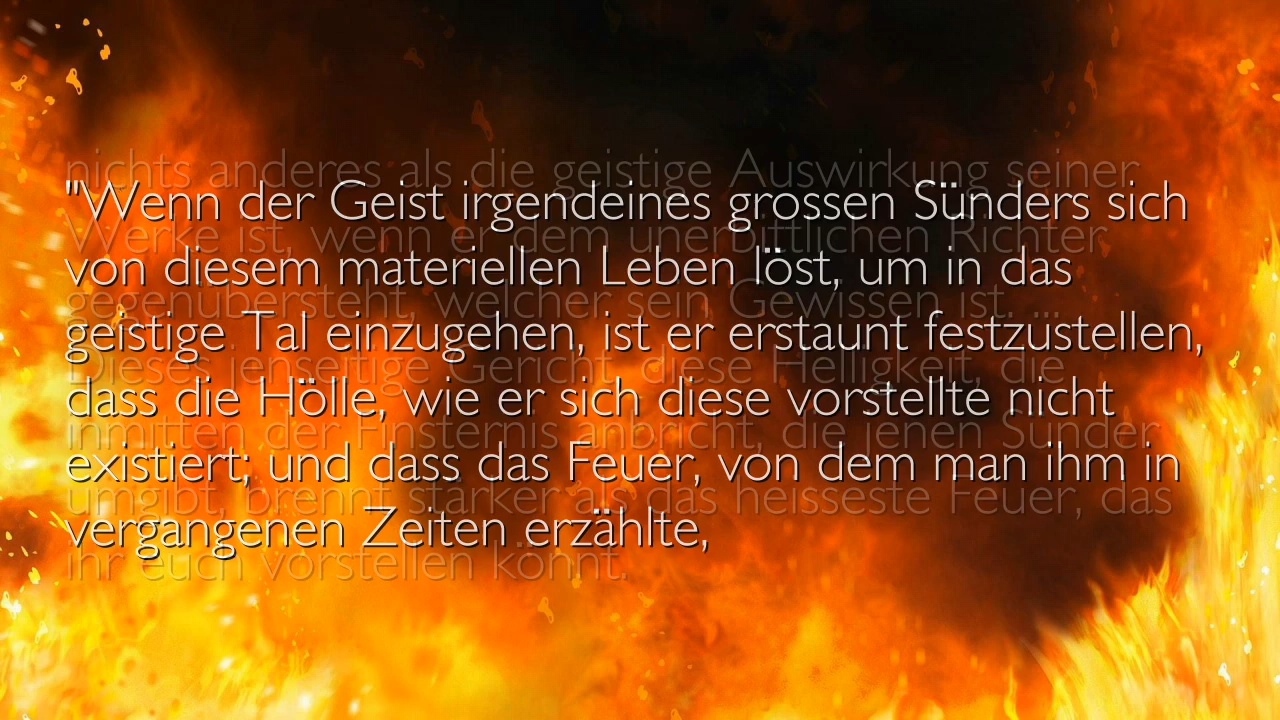 "Wenn der Geist irgendeines grossen Sünders sich
von diesem materiellen Leben löst, um in das
geistige Tal einzugehen, ist er erstaunt festzustellen,
dass die Hölle, wie er sich diese vorstellte nicht
existiert; und dass das Feuer, von dem man ihm in
vergangenen Zeiten erzählte,
nichts anderes als die geistige Auswirkung seiner
Werke ist, wenn er dem unerbittlichen Richter
gegenübersteht, welcher sein Gewissen ist.
Dieses jenseitige Gericht, diese Helligkeit, die
inmitten der Finsternis anbricht, die jenen Sünder
umgibt, brennt stärker als das heisseste Feuer, das
ihr euch vorstellen könnt.